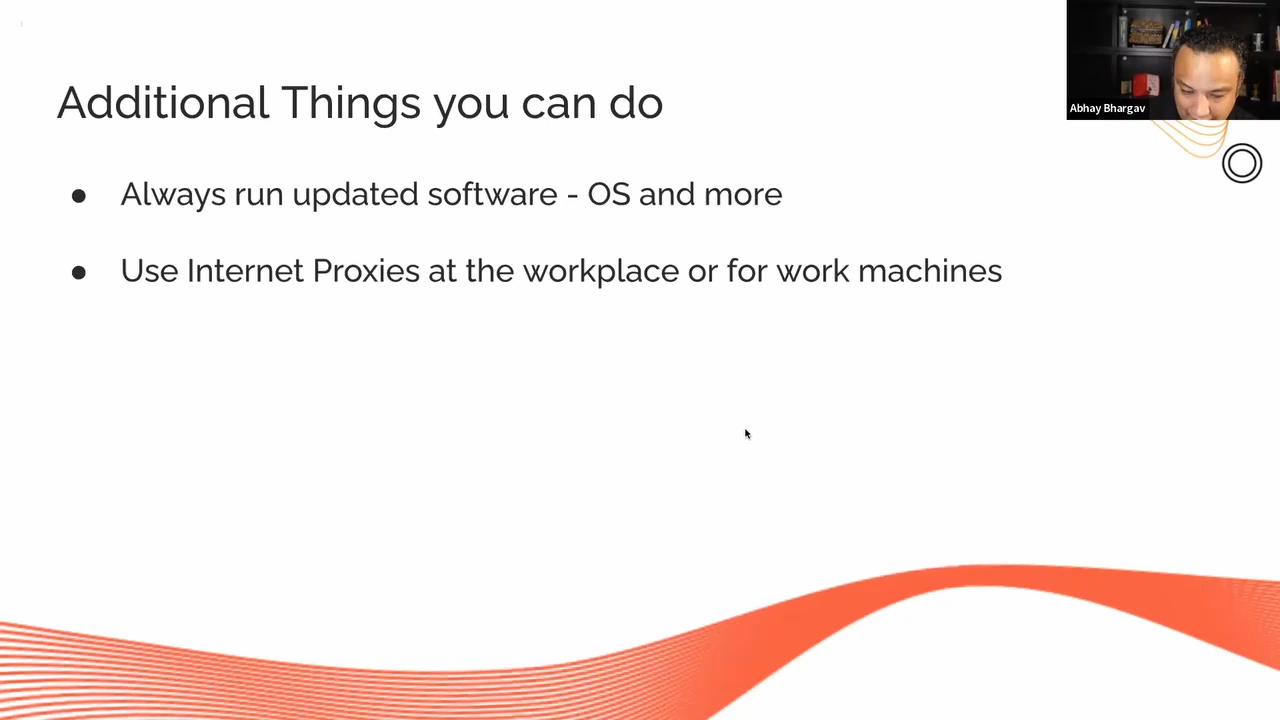 Additional Things you can do
Abhay Bhargav
● Always run updated software - OS and more
● Use Internet Proxies at the workplace or for work machines